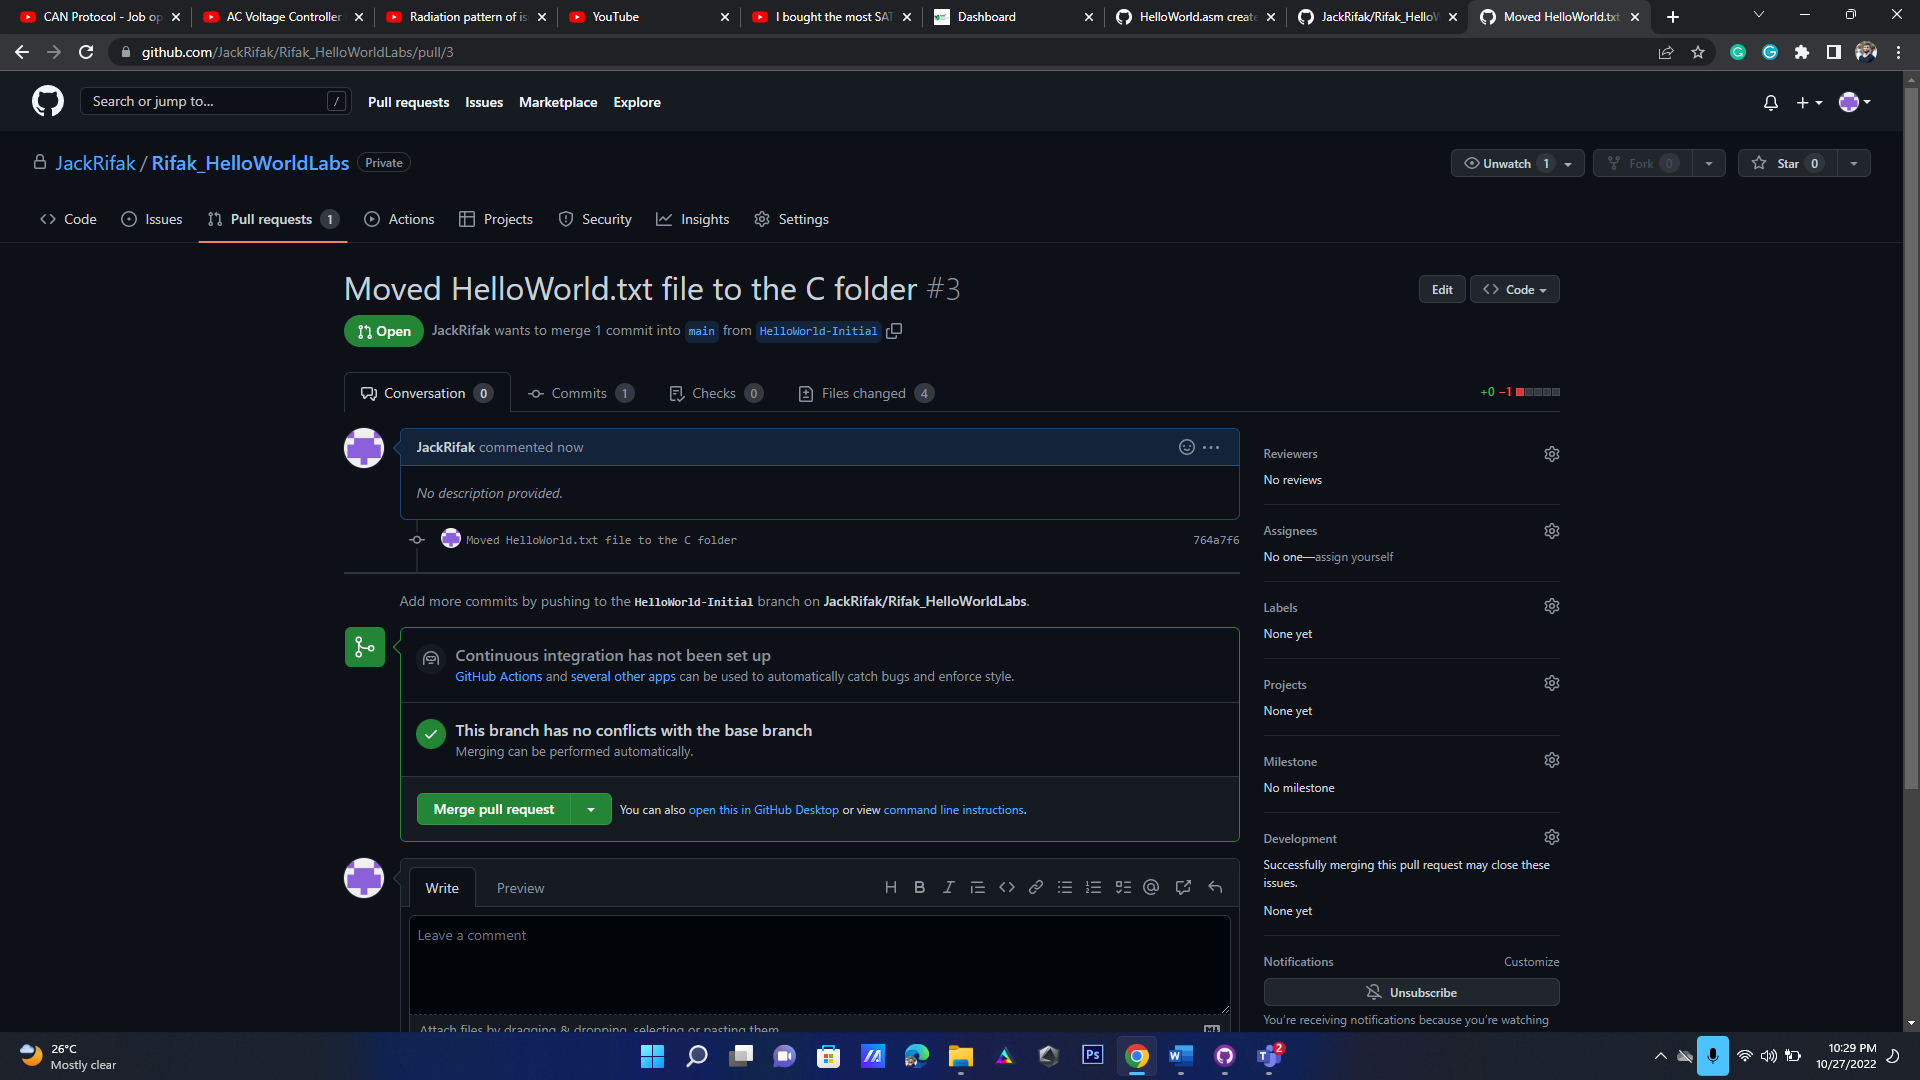 CAN Protocol - Job op
AC Voltage Controller
Radiation pattern of is
YouTube
I bought the most SAT
Dashboard
HelloWorld.asm create
JackRifak/Rifak_HelloW
Moved HelloWorld.txt
github.com/JackRifak/Rifak_HelloWorldLabs/pull/3
Search or jump to... /
Pull requests Issues Marketplace Explore
JackRifak / Rifak_HelloWorldLabs Private
Unwatch 1 Fork 0 Star 0
Code Issues Pull requests 1 Actions Projects Security Insights Settings
Moved HelloWorld.txt file to the C folder #3
Edit Code
Open JackRifak wants to merge 1 commit into main from HelloWorld-Initial
Conversation 0 Commits 1 Checks 0 Files changed 4
+0 −1
JackRifak commented now
No description provided.
Moved HelloWorld.txt file to the C folder 764a7f6
Add more commits by pushing to the HelloWorld-Initial branch on JackRifak/Rifak_HelloWorldLabs.
Continuous integration has not been set up
GitHub Actions and several other apps can be used to automatically catch bugs and enforce style.
This branch has no conflicts with the base branch
Merging can be performed automatically.
Merge pull request You can also open this in GitHub Desktop or view command line instructions.
Write Preview
H B I
Leave a comment
Attach files by dragging & dropping, selecting or pasting them.
Reviewers
No reviews
Assignees
No one—assign yourself
Labels
None yet
Projects
None yet
Milestone
No milestone
Development
Successfully merging this pull request may close these
issues.
None yet
Notifications Customize
Unsubscribe
You're receiving notifications because you're watching
26°C
Mostly clear
Ps
2
10:29 PM
10/27/2022